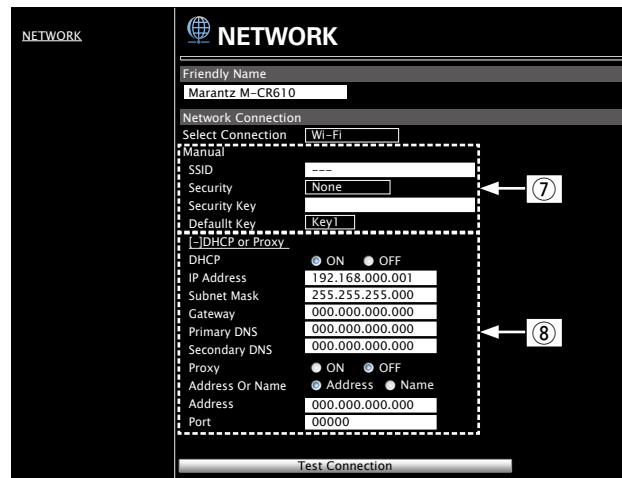 NETWORK
NETWORK
Friendly Name
Marantz M-CR610
Network Connection
Select Connection Wi-Fi
Manual
SSID ---
Security None
Security Key
Defaullt Key Key1
⑦
[-]DHCP or Proxy
DHCP ON OFF
IP Address 192.168.000.001
Subnet Mask 255.255.255.000
Gateway 000.000.000.000
Primary DNS 000.000.000.000
Secondary DNS 000.000.000.000
⑧
Proxy ON OFF
Address Or Name Address Name
Address 000.000.000.000
Port 00000
Test Connection